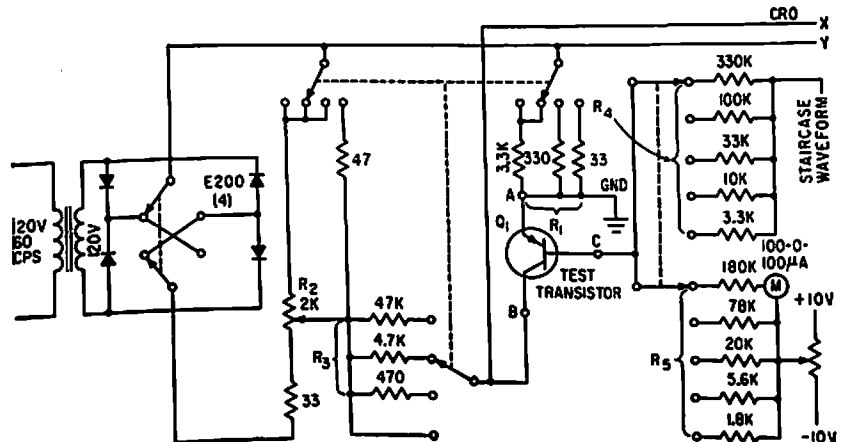 CRO
X
Y
330K
100K
R4
33K
10K
3.3K
STAIRCASE
WAVEFORM
47
3.3K
330
33
A
GND
R1
E200
(4)
120V
60
CPS
120V
Q1
C
TEST
TRANSISTOR
B
100-0-
100μA
180K
M
+10V
R2
2K
47K
78K
R3
4.7K
20K
R5
470
5.6K
33
1.8K
-10V